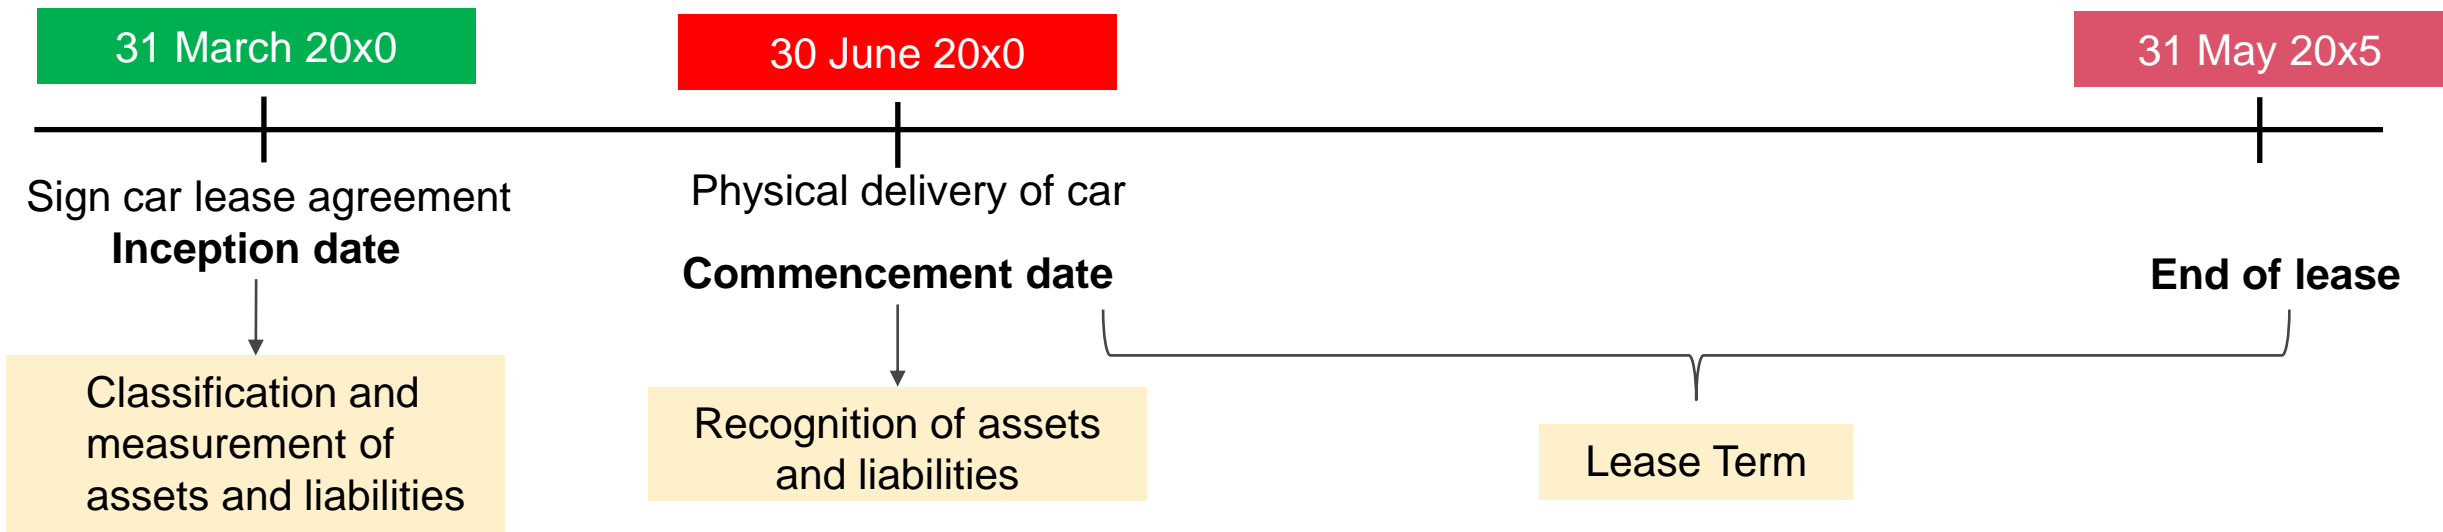 31 March 20x0
30 June 20x0
31 May 20x5
Sign car lease agreement
Inception date
Physical delivery of car
Commencement date
End of lease
Classification and
measurement of
assets and liabilities
Recognition of assets
and liabilities
Lease Term